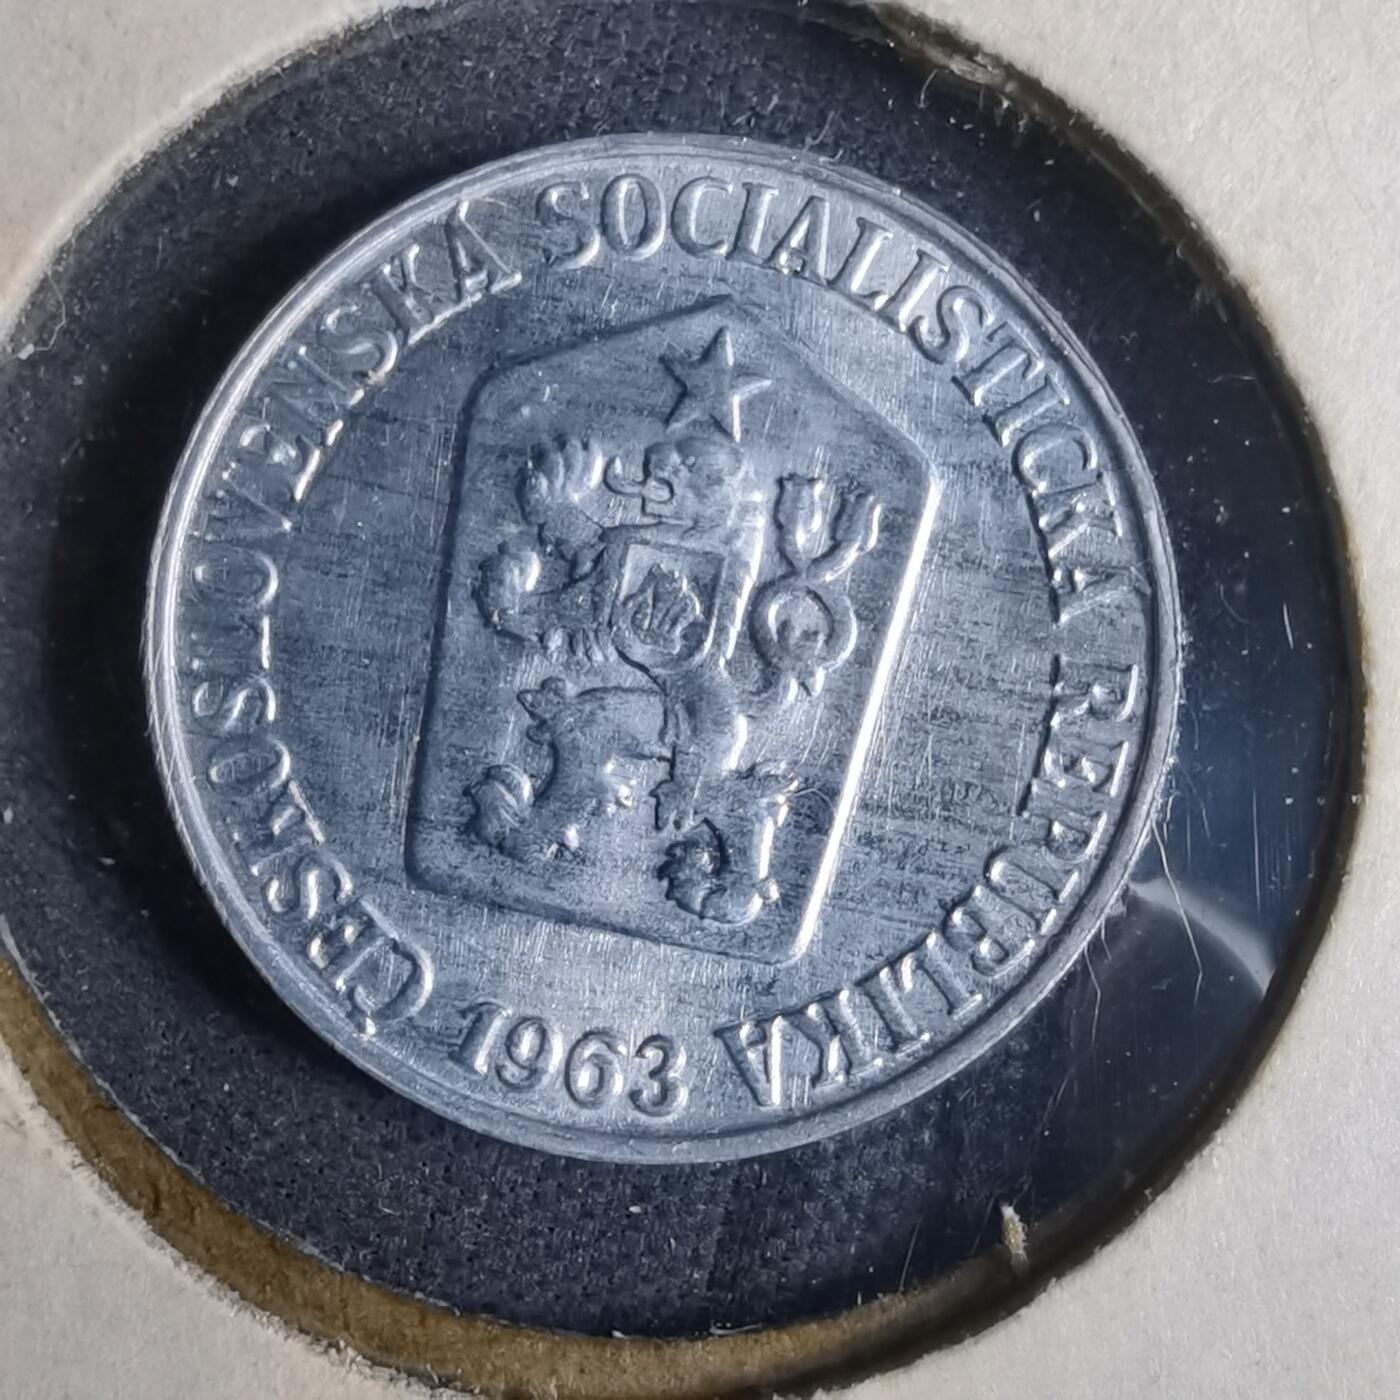 ČESKOSLOVENSKÁ SOCIALISTICKÁ REPUBLIKA
1963